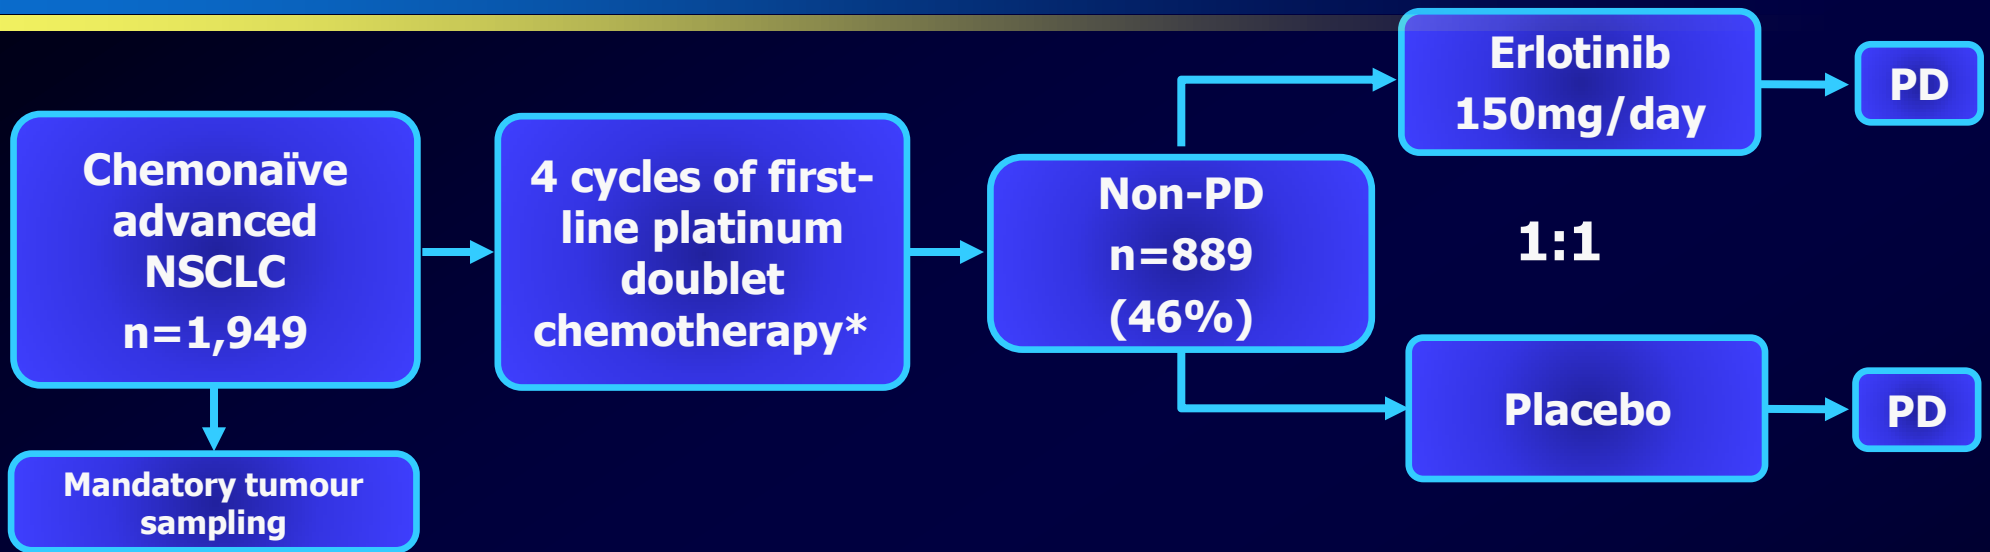 Chemonaïve
advanced
NSCLC
n=1,949
Mandatory tumour
sampling
4 cycles of first-
line platinum
doublet
chemotherapy*
Non-PD
n=889
(46%)
1:1
Erlotinib
150mg/day
PD
Placebo
PD